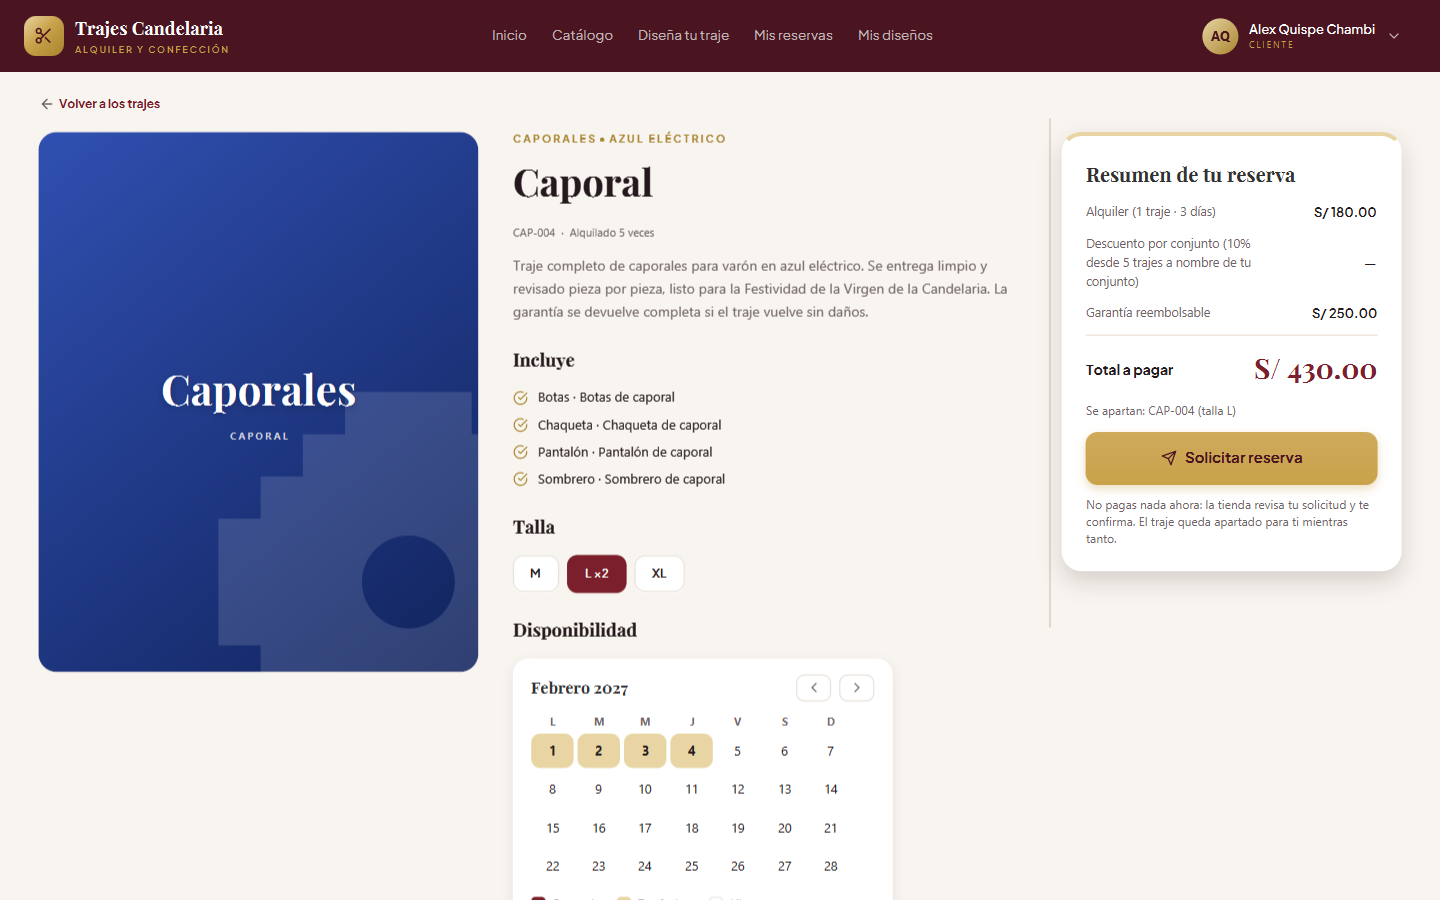 Trajes Candelaria
ALQUILER Y CONFECCIÓN
Inicio
Catálogo
Diseña tu traje
Mis reservas
Mis diseños
AQ
Alex Quispe Chambi
CLIENTE
Volver a los trajes
Caporales
CAPORAL
CAPORALES • AZUL ELÉCTRICO
Caporal
CAP-004 · Alquilado 5 veces
Traje completo de caporales para varón en azul eléctrico. Se entrega limpio y
revisado pieza por pieza, listo para la Festividad de la Virgen de la Candelaria. La
garantía se devuelve completa si el traje vuelve sin daños.
Incluye
Botas · Botas de caporal
Chaqueta · Chaqueta de caporal
Pantalón · Pantalón de caporal
Sombrero · Sombrero de caporal
Talla
M
L ×2
XL
Disponibilidad
Febrero 2027
L M M J V S D
1 2 3 4 5 6 7
8 9 10 11 12 13 14
15 16 17 18 19 20 21
22 23 24 25 26 27 28
Resumen de tu reserva
Alquiler (1 traje · 3 días)
S/ 180.00
Descuento por conjunto (10%
desde 5 trajes a nombre de tu
conjunto)
—
Garantía reembolsable
S/ 250.00
Total a pagar
S/ 430.00
Se apartan: CAP-004 (talla L)
Solicitar reserva
No pagas nada ahora: la tienda revisa tu solicitud y te
confirma. El traje queda apartado para ti mientras
tanto.